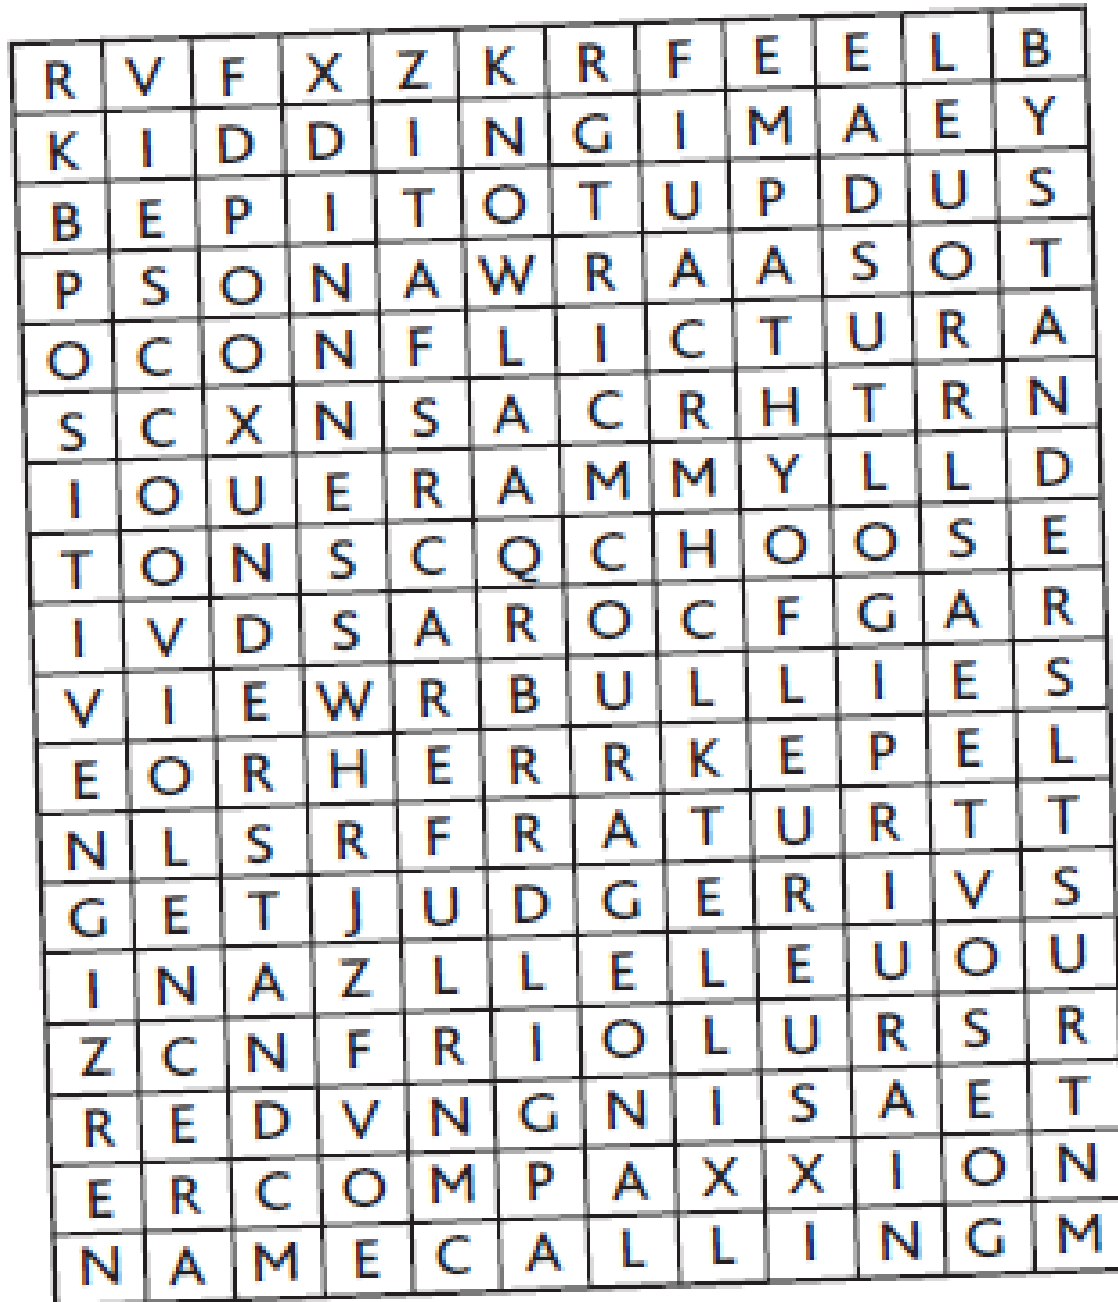 R V F X Z K R F E E L B
K I D D I N G I M A E Y
B E P I T O T U P D U S
P S O N A W R A A S O T
O C O N F L I C T U R A
S C X N S A C R H T R N
I O U E R A M M Y L L D
T O N S C Q C H O O S E
I V D S A R O C F G A R
V I E W R B U L L I E S
E O R H E R R K E P E L
N L S R F R A T U R T T
G E T J U D G E R I V S
I N A Z L L E L E U O U
Z C N F R I O L U R S R
R E D V N G N I S A E T
E R C O M P A X X I O N
N A M E C A L L I N G M